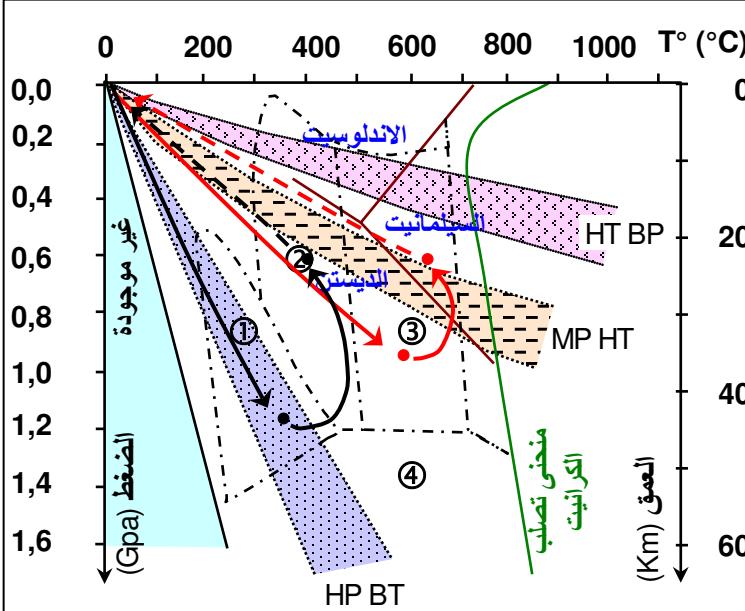 0 200 400 600 800 1000 T° (°C)
0,0
0,2
0,4
0,6
0,8
1,0
1,2
1,4
1,6
الضغط (Gpa)
0
20
40
60
العمق (Km)
غير موجودة
الاندلوسيت
السيلمانيت
الديستن
①
②
③
④
HT BP
MP HT
HP BT
منحنى تصلب
الكرانيت